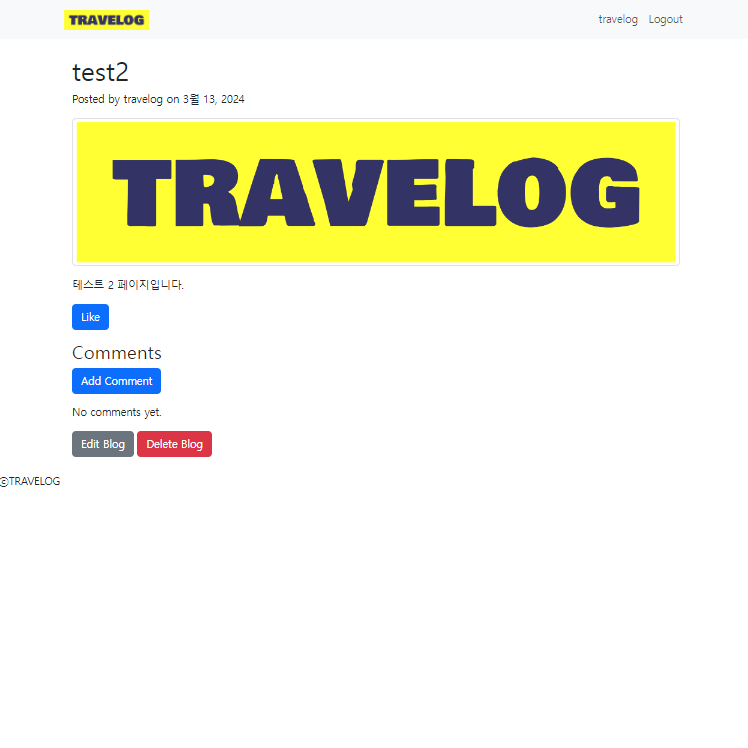 TRAVELOG
travelog Logout
test2
Posted by travelog on 3월 13, 2024
TRAVELOG
테스트 2 페이지입니다.
Like
Comments
Add Comment
No comments yet.
Edit Blog Delete Blog
ⓒTRAVELOG